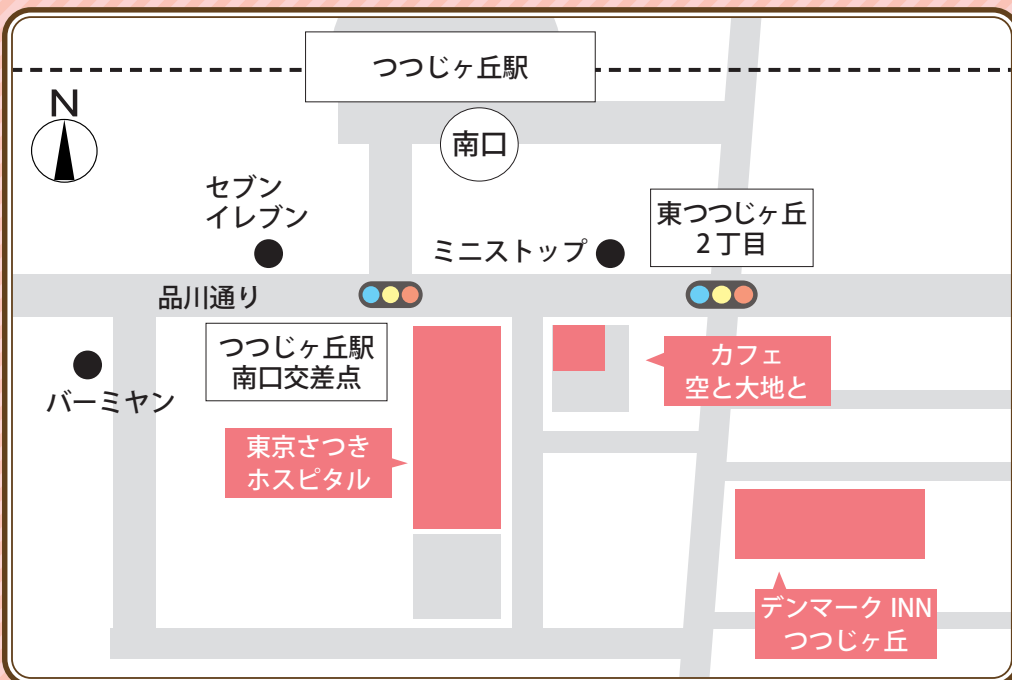 つつじヶ丘駅
N
南口
セブン
イレブン
ミニストップ
東つつじヶ丘
2丁目
品川通り
つつじヶ丘駅
南口交差点
バーミヤン
カフェ
空と大地と
東京さつき
ホスピタル
デンマーク INN
つつじヶ丘